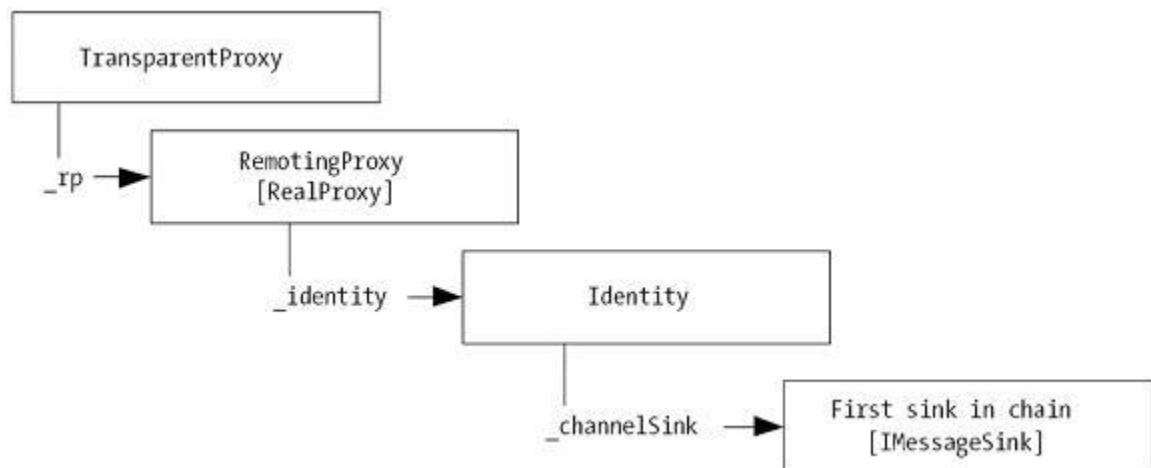 TransparentProxy
_rp
RemotingProxy
[RealProxy]
_identity
Identity
_channelSink
First sink in chain
[IMessageSink]